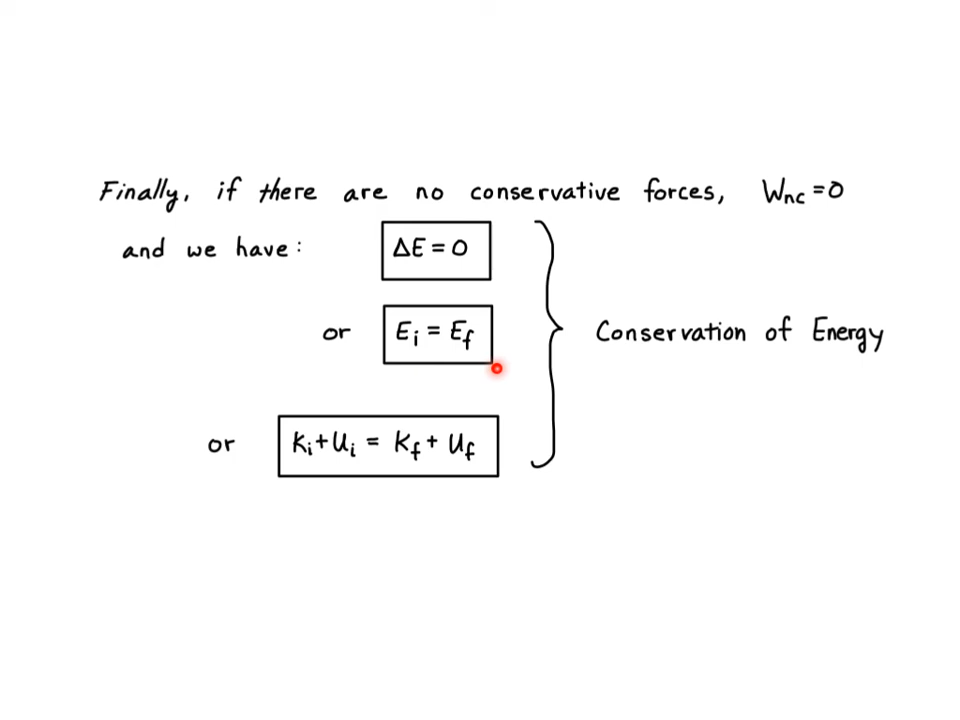 Finally, if there are no conservative forces, Wnc = 0
and we have: ΔE = 0
or Ei = Ef
Conservation of Energy
or Ki + Ui = Kf + Uf